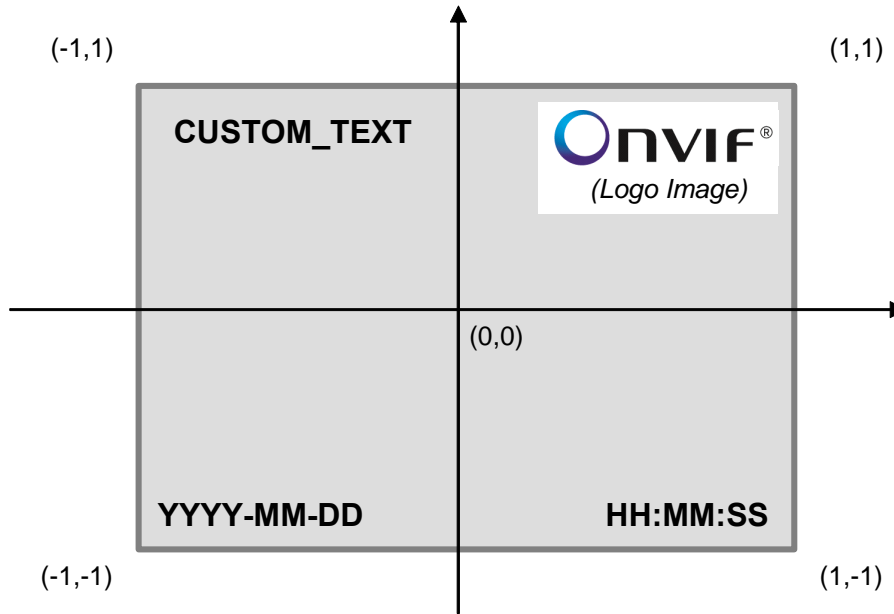 (-1,1)
(1,1)
CUSTOM_TEXT
Onvif®
(Logo Image)
(0,0)
YYYY-MM-DD
HH:MM:SS
(-1,-1)
(1,-1)